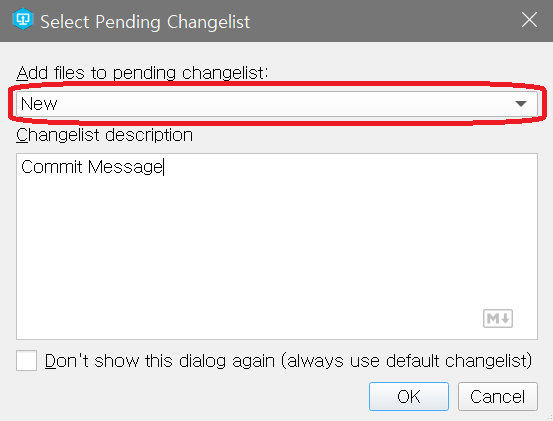 Select Pending Changelist
Add files to pending changelist:
New
Changelist description
Commit Message
M
Don't show this dialog again (always use default changelist)
OK
Cancel